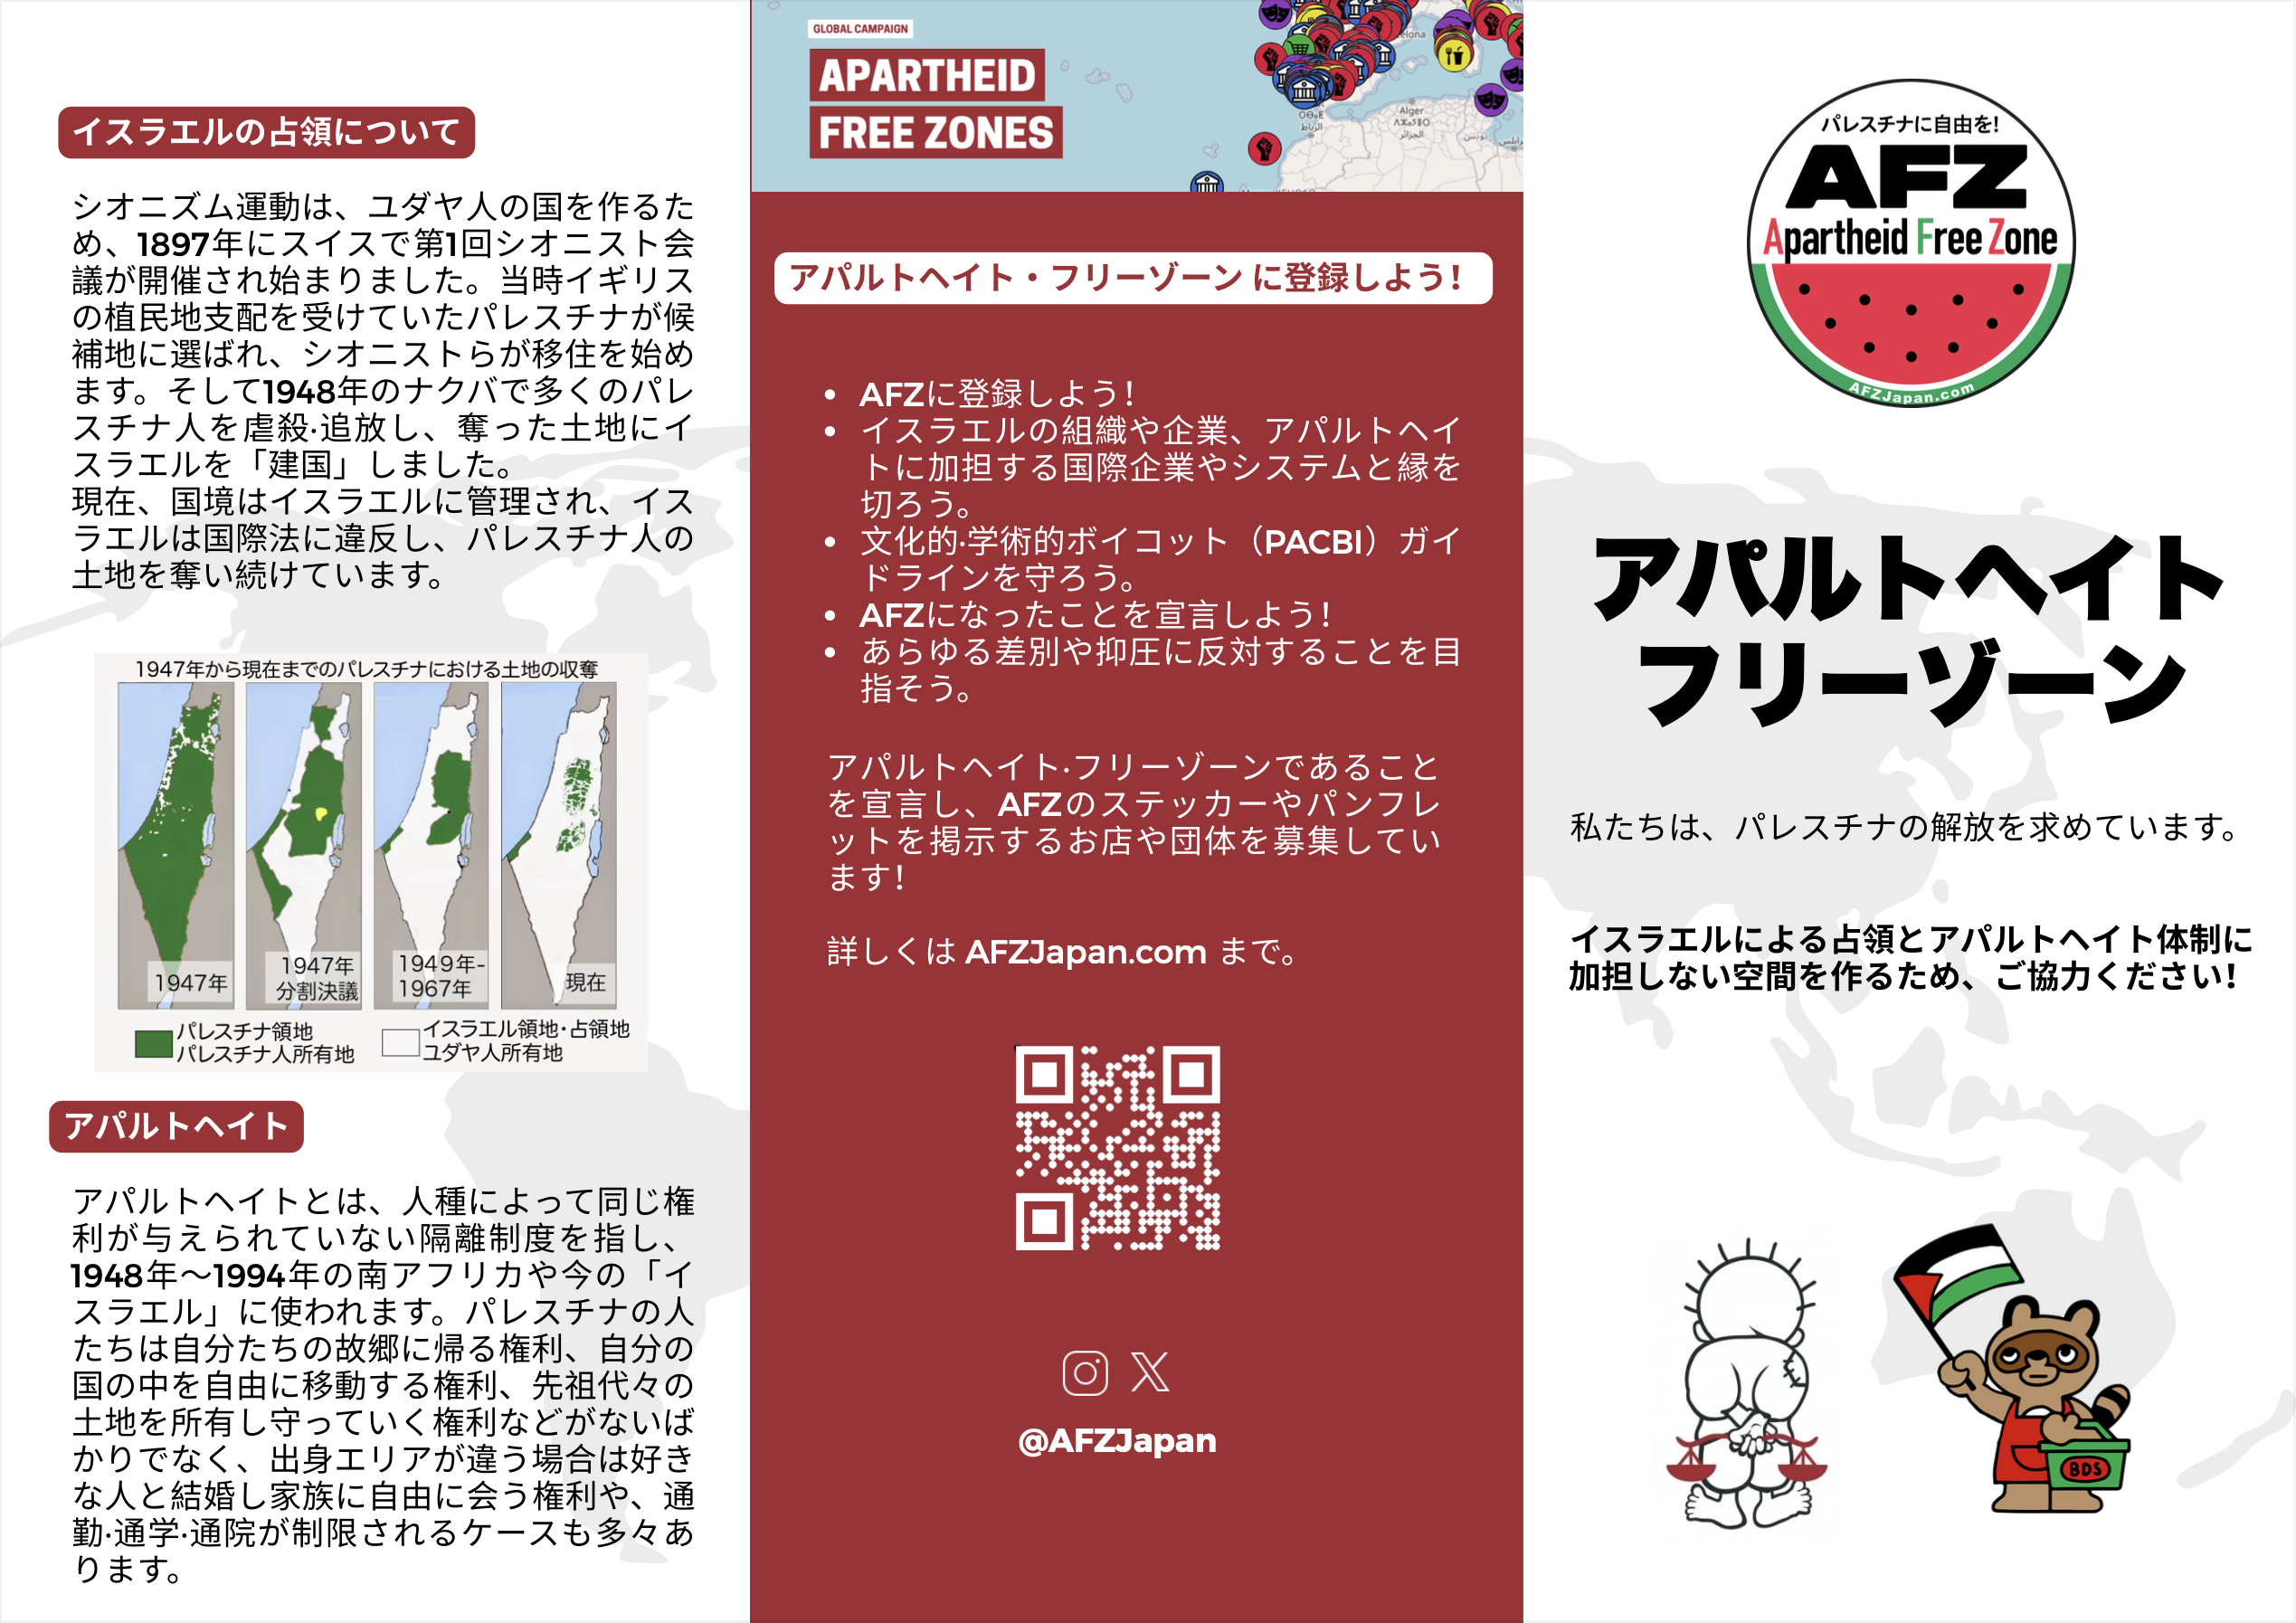 イスラエルの占領について
シオニズム運動は、ユダヤ人の国を作るた
め、1897年にスイスで第1回シオニスト会
議が開催され始まりました。当時イギリス
の植民地支配を受けていたパレスチナが候
補地に選ばれ、シオニストらが移住を始め
ます。そして1948年のナクバで多くのパレ
スチナ人を虐殺·追放し、奪った土地にイ
スラエルを「建国」しました。
現在、国境はイスラエルに管理され、イス
ラエルは国際法に違反し、パレスチナ人の
土地を奪い続けています。
1947年から現在までのパレスチナにおける土地の収奪
1947年
1947年
分割決議
1949年-
1967年
現在
パレスチナ領地
パレスチナ人所有地
イスラエル領地・占領地
ユダヤ人所有地
アパルトヘイト
アパルトヘイトとは、人種によって同じ権
利が与えられていない隔離制度を指し、
1948年〜1994年の南アフリカや今の「イ
スラエル」に使われます。パレスチナの人
たちは自分たちの故郷に帰る権利、自分の
国の中を自由に移動する権利、先祖代々の
土地を所有し守っていく権利などがないば
かりでなく、出身エリアが違う場合は好き
な人と結婚し家族に自由に会う権利や、通
勤·通学·通院が制限されるケースも多々あ
ります。
GLOBAL CAMPAIGN
APARTHEID
FREE ZONES
elona
Alger
الجزائر
الرباط
تونس
アパルトヘイト・フリーゾーン に登録しよう！
• AFZに登録しよう！
• イスラエルの組織や企業、アパルトヘイ
トに加担する国際企業やシステムと縁を
切ろう。
• 文化的·学術的ボイコット（PACBI）ガイ
ドラインを守ろう。
• AFZになったことを宣言しよう！
• あらゆる差別や抑圧に反対することを目
指そう。
アパルトヘイト·フリーゾーンであること
を宣言し、AFZのステッカーやパンフレ
ットを掲示するお店や団体を募集してい
ます！
詳しくは AFZJapan.com まで。
@AFZJapan
パレスチナに自由を！
AFZ
Apartheid Free Zone
AFZJapan.com
アパルトヘイト
フリーゾーン
私たちは、パレスチナの解放を求めています。
イスラエルによる占領とアパルトヘイト体制に
加担しない空間を作るため、ご協力ください！
BDS